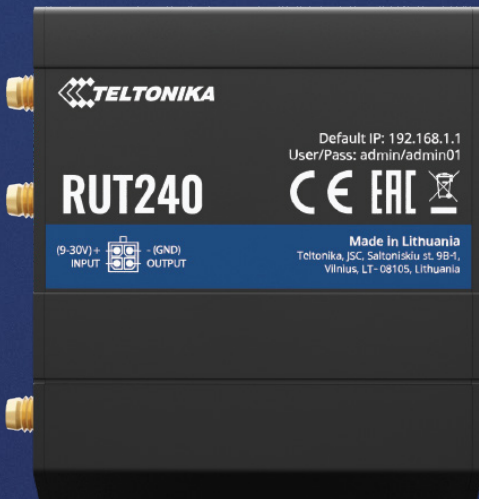 TELTONIKA
Default IP: 192.168.1.1
User/Pass: admin/admin01
RUT240
CE EAC
(9-30V)+ - (GND)
INPUT OUTPUT
Made in Lithuania
Teltonika, JSC, Saltoniskiu st. 9B-1,
Vilnius, LT- 08105, Lithuania